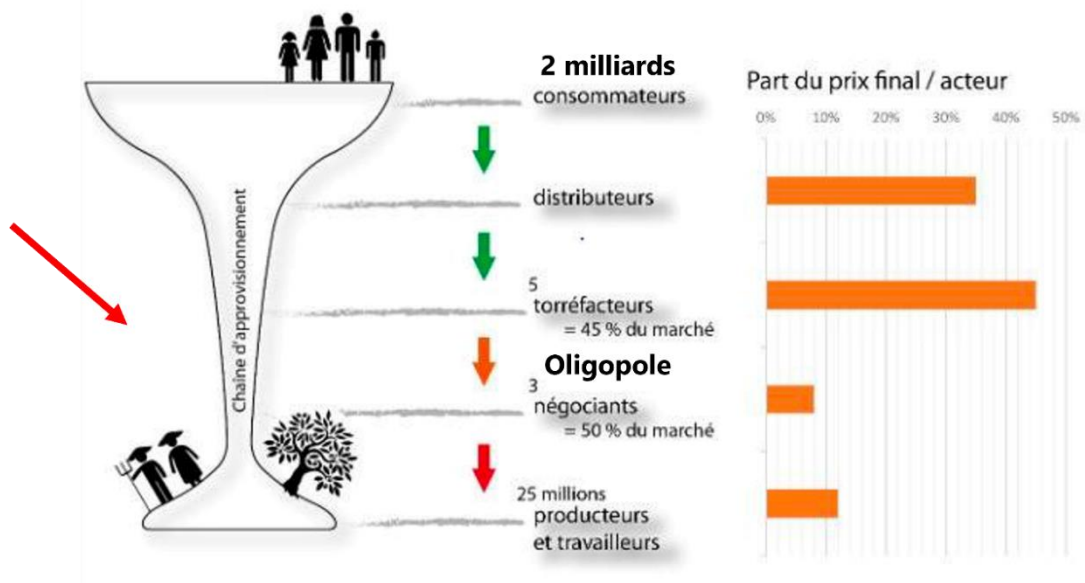 2 milliards
consommateurs
distributeurs
5
torréfacteurs
= 45 % du marché
Oligopole
3
négociants
= 50 % du marché
25 millions
producteurs
et travailleurs
Chaîne d'approvisionnement
Part du prix final / acteur
0% 10% 20% 30% 40% 50%